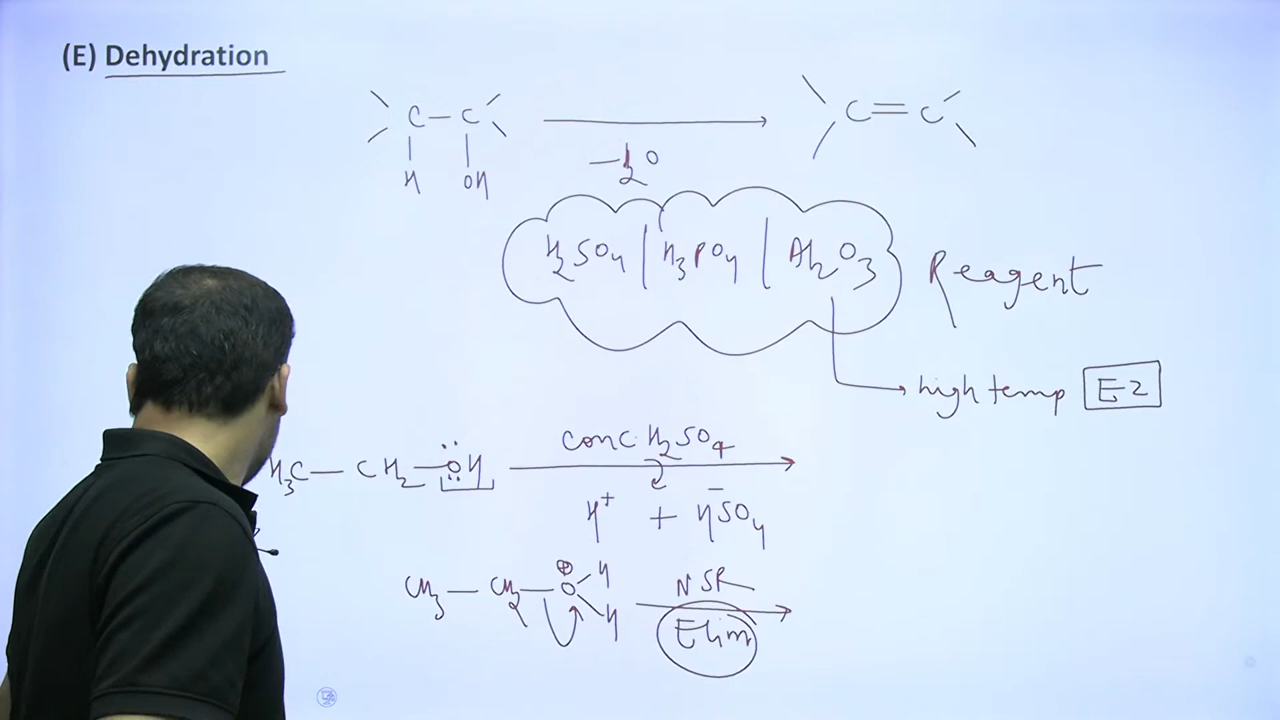 (E) Dehydration
C – C
H OH
–H₂O
C = C
H₂SO₄ | H₃PO₄ | Al₂O₃ Reagent
high temp E-2
H₃C – CH₂ – OH
conc. H₂SO₄
H⁺ + HSO₄⁻
CH₃ – CH₂ – O⊕ H H
NSR
Elim